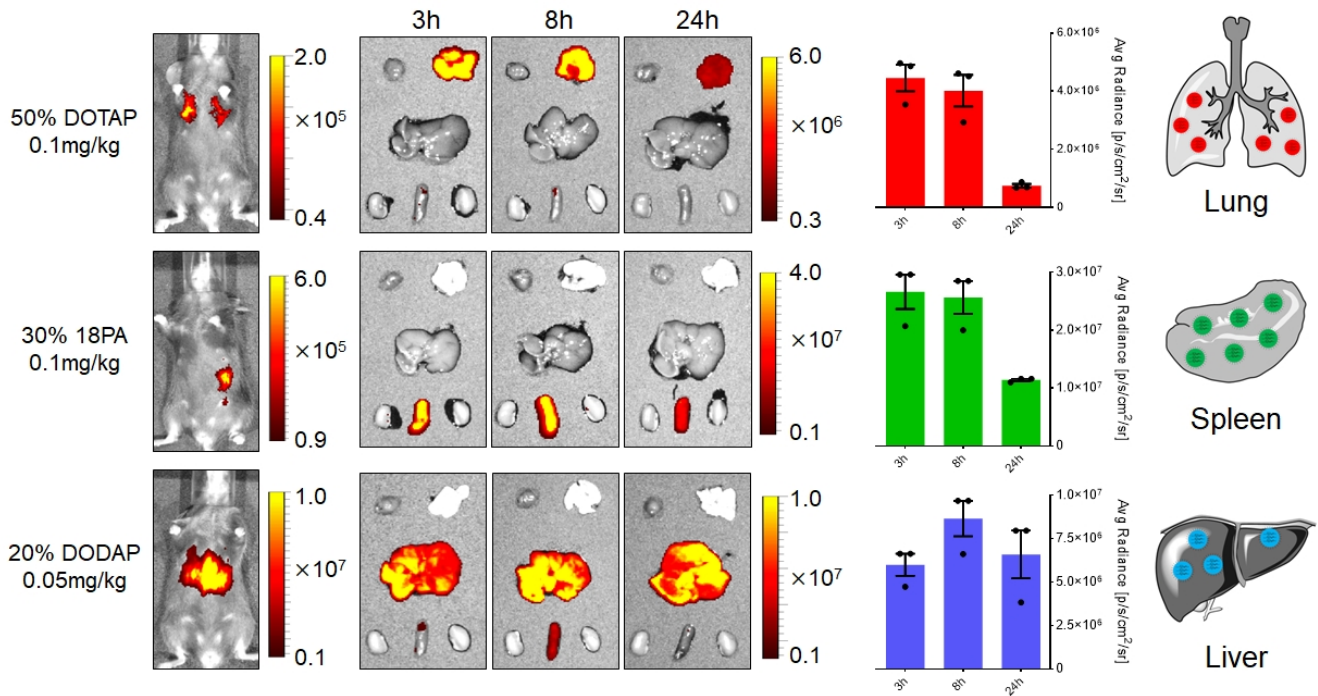 3h 8h 24h
50% DOTAP
0.1mg/kg
2.0
×10⁵
0.4
6.0
×10⁶
0.3
6.0×10⁶
4.0×10⁶
2.0×10⁶
0
Avg Radiance [p/s/cm²/sr]
3h 8h 24h
Lung
30% 18PA
0.1mg/kg
6.0
×10⁵
0.9
4.0
×10⁷
0.1
3.0×10⁷
2.0×10⁷
1.0×10⁷
0
Avg Radiance [p/s/cm²/sr]
3h 8h 24h
Spleen
20% DODAP
0.05mg/kg
1.0
×10⁷
0.1
1.0
×10⁷
0.1
1.0×10⁷
7.5×10⁶
5.0×10⁶
2.5×10⁶
0
Avg Radiance [p/s/cm²/sr]
3h 8h 24h
Liver